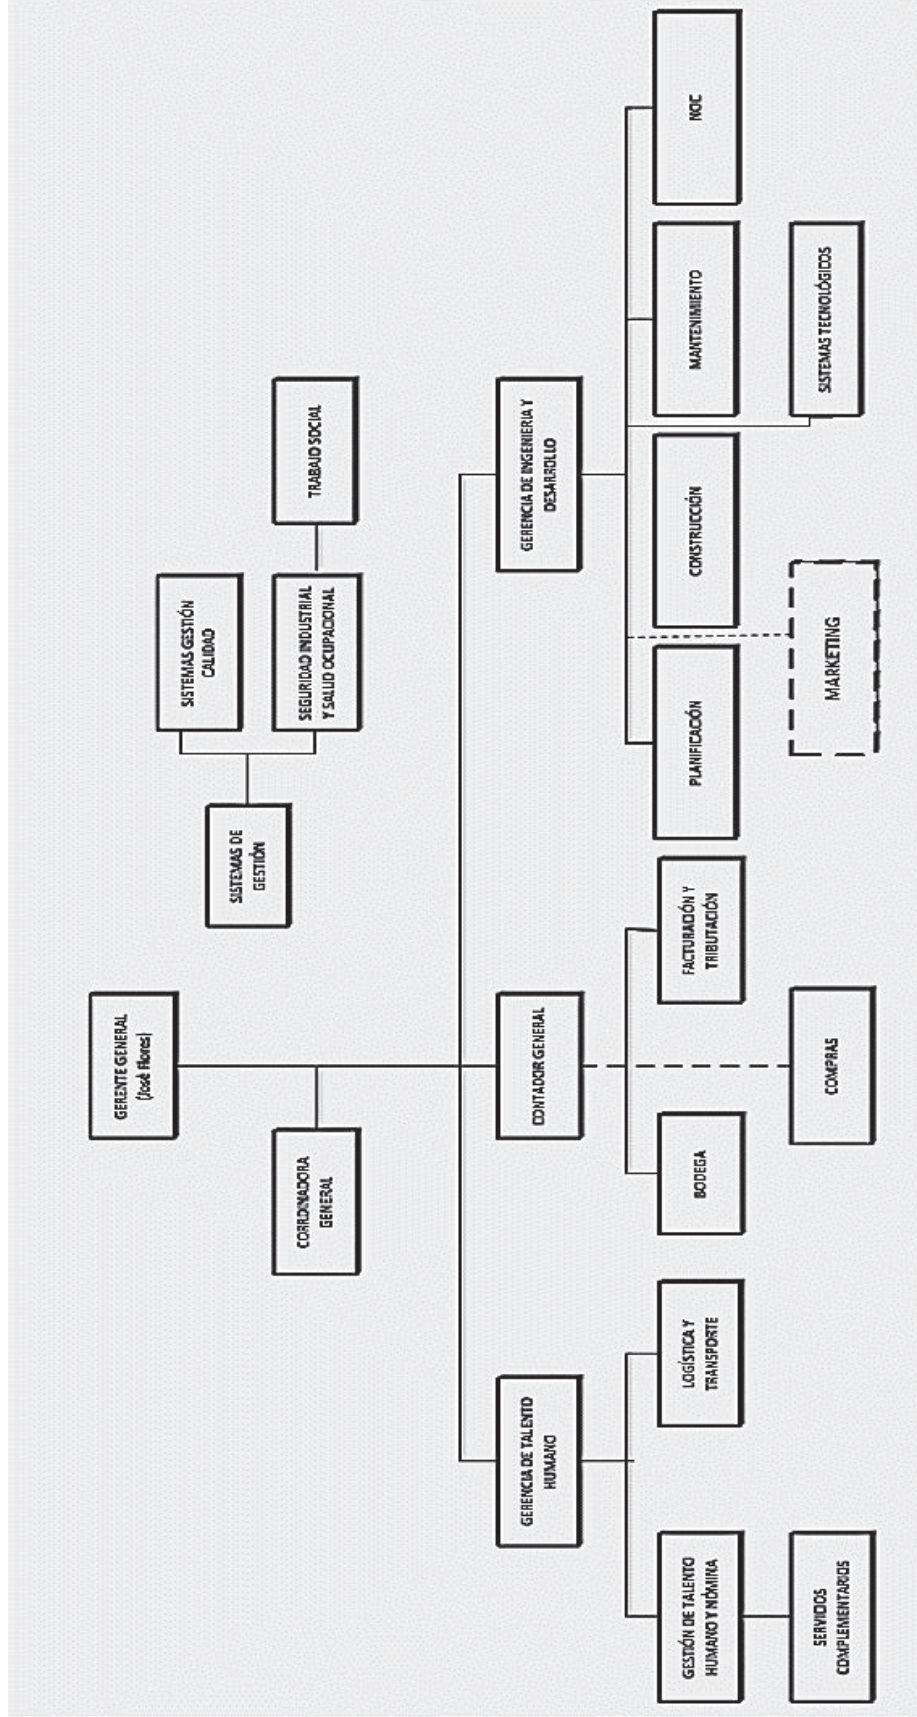 GERENTE GENERAL
(José Flores)
SISTEMAS DE
GESTIÓN
SISTEMAS GESTIÓN
CALIDAD
SEGURIDAD INDUSTRIAL
Y SALUD OCUPACIONAL
TRABAJO SOCIAL
CORRDINADORA
GENERAL
GERENCIA DE TALENTO
HUMANO
CONTADOR GENERAL
GERENCIA DE INGENIERIA Y
DESARROLLO
GESTIÓN DE TALENTO
HUMANO Y NÓMINA
LOGÍSTICA Y
TRANSPORTE
BODEGA
FACTURACIÓN Y
TRIBUTACIÓN
PLANIFICACIÓN
CONSTRUCCIÓN
MANTENIMIENTO
NOC
SERVIDOS
COMPLEMENTARIOS
COMPRAS
MARKETING
SISTEMAS TECNOLÓGICOS